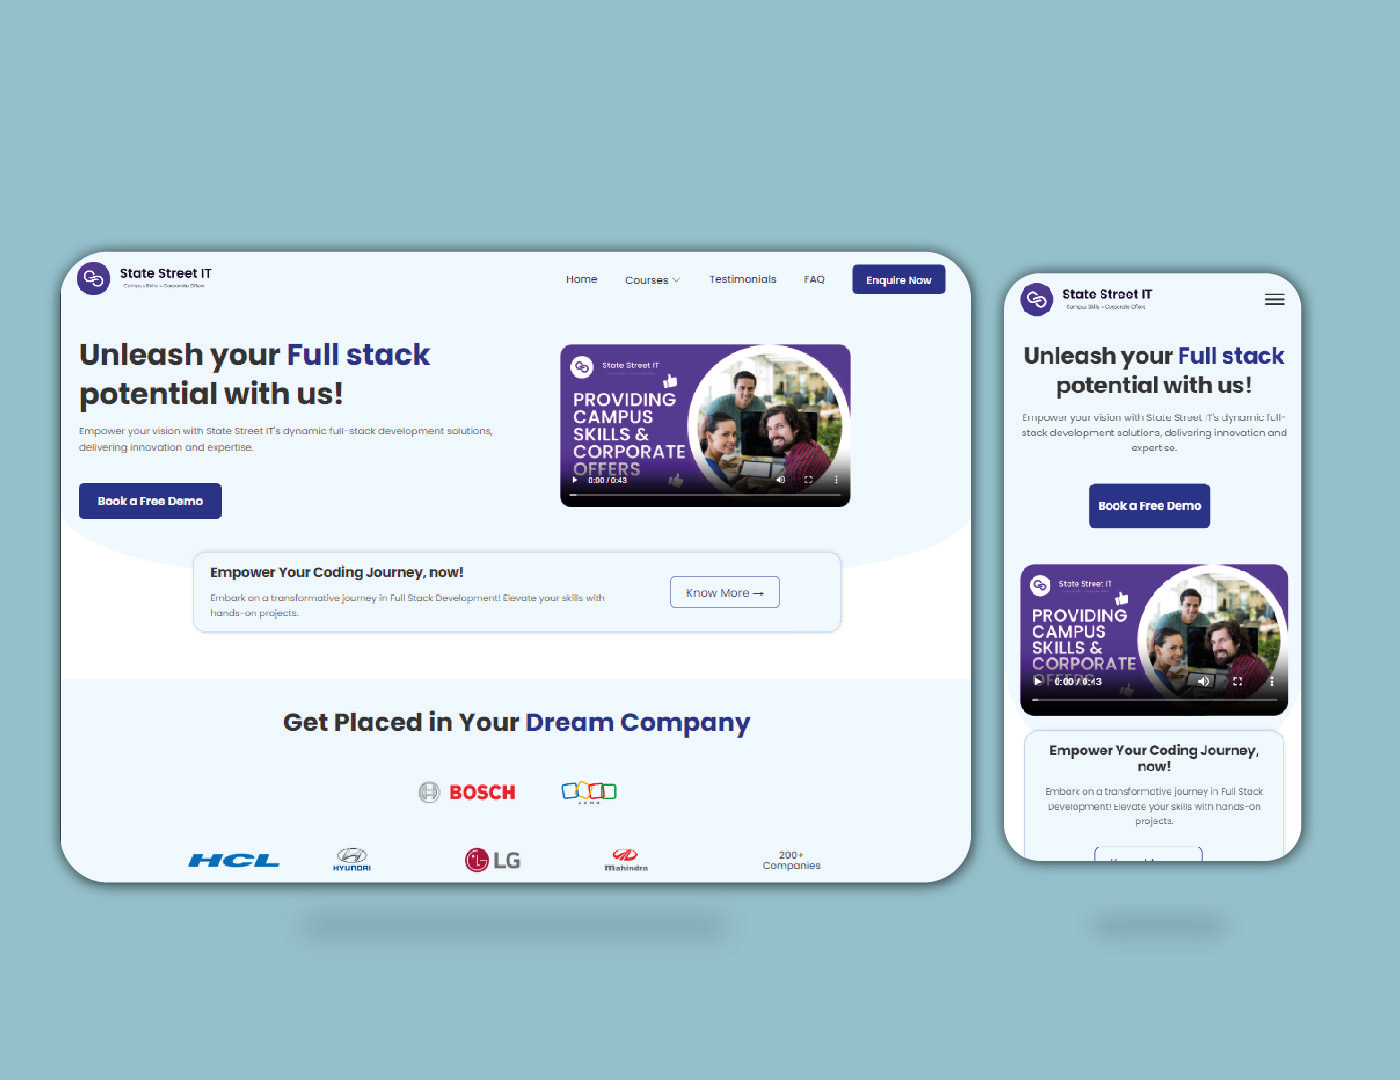 State Street IT
Campus Skills - Corporate Offers
Home
Courses
Testimonials
FAQ
Enquire Now
Unleash your Full stack
potential with us!
Empower your vision with State Street IT's dynamic full-stack development solutions,
delivering innovation and expertise.
Book a Free Demo
State Street IT
PROVIDING
CAMPUS
SKILLS &
CORPORATE
OFFERS
0:00 / 0:43
Empower Your Coding Journey, now!
Embark on a transformative journey in Full Stack Development! Elevate your skills with
hands-on projects.
Know More →
Get Placed in Your Dream Company
BOSCH
HCL
HYUNDAI
LG
Mahindra
200+
Companies
State Street IT
Campus Skills - Corporate Offers
Unleash your Full stack
potential with us!
Empower your vision with State Street IT's dynamic full-
stack development solutions, delivering innovation and
expertise.
Book a Free Demo
State Street IT
PROVIDING
CAMPUS
SKILLS &
CORPORATE
OFFERS
0:00 / 0:43
Empower Your Coding Journey,
now!
Embark on a transformative journey in Full Stack
Development! Elevate your skills with hands-on
projects.